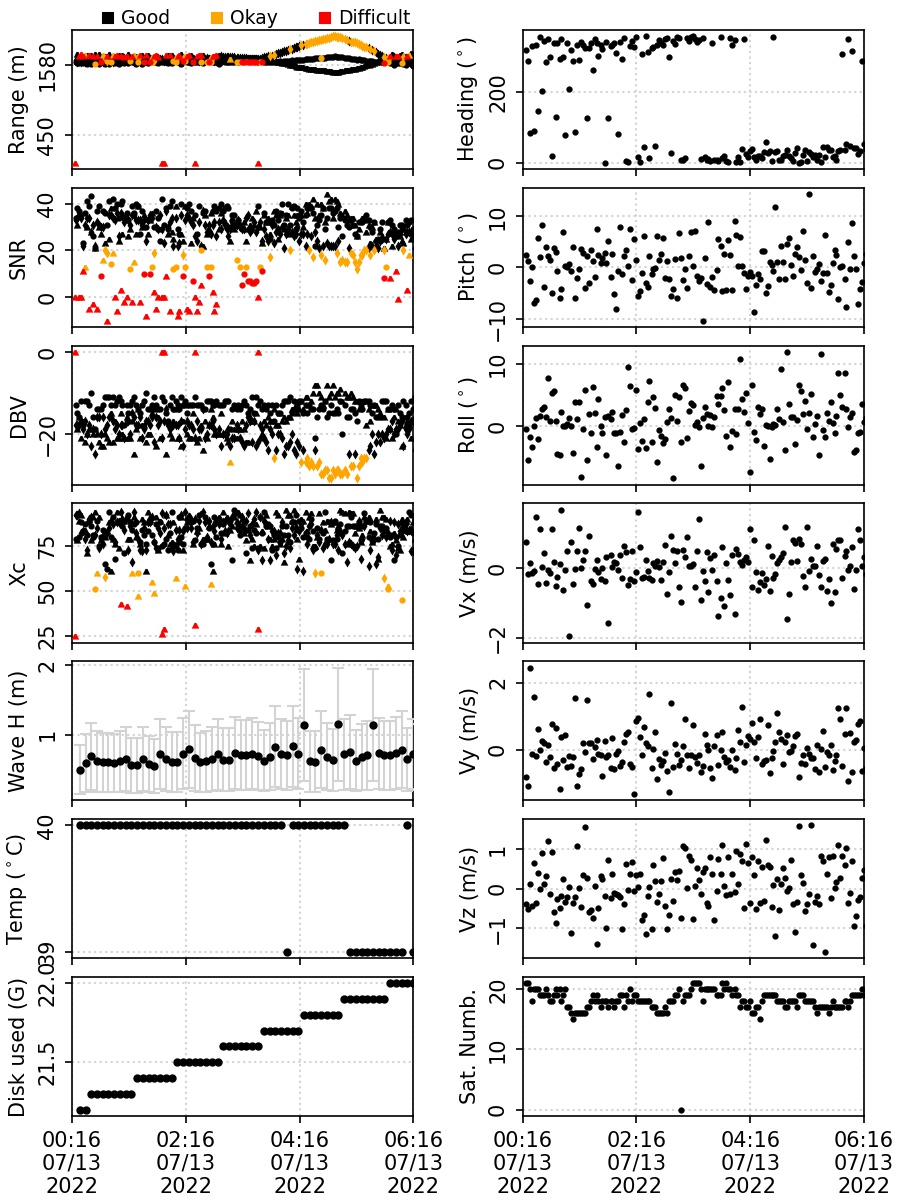 Good Okay Difficult
Range (m)
1580
450
Heading (°)
200
0
SNR
40
20
0
Pitch (°)
10
0
−10
DBV
0
−20
Roll (°)
10
0
Xc
75
50
25
Vx (m/s)
0
−2
Wave H (m)
2
1
Vy (m/s)
2
0
Temp (°C)
40
39
Vz (m/s)
1
0
−1
Disk used (G)
22.0
21.5
Sat. Numb.
20
10
0
00:16 02:16 04:16 06:16
07/13 07/13 07/13 07/13
2022 2022 2022 2022
00:16 02:16 04:16 06:16
07/13 07/13 07/13 07/13
2022 2022 2022 2022